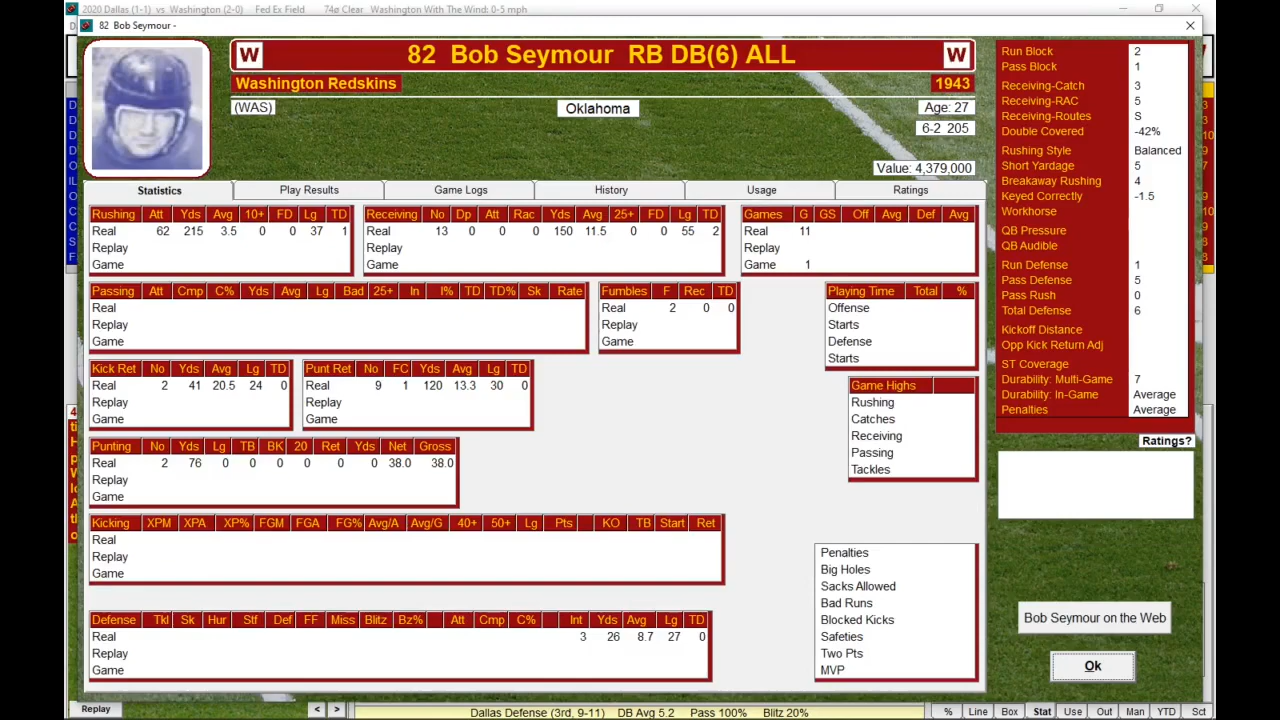 2020 Dallas (1-1) vs Washington (2-0) Fed Ex Field 74ø Clear Washington With The Wind: 0-5 mph
82 Bob Seymour -
W 82 Bob Seymour RB DB(6) ALL W
Washington Redskins 1943
(WAS) Oklahoma Age: 27
6-2 205
Value: 4,379,000
Statistics Play Results Game Logs History Usage Ratings
Rushing Att Yds Avg 10+ FD Lg TD
Real 62 215 3.5 0 0 37 1
Replay
Game
Receiving No Dp Att Rac Yds Avg 25+ FD Lg TD
Real 13 0 0 0 150 11.5 0 0 55 2
Replay
Game
Games G GS Off Avg Def Avg
Real 11
Replay
Game 1
Passing Att Cmp C% Yds Avg Lg Bad 25+ In I% TD TD% Sk Rate
Real
Replay
Game
Fumbles F Rec TD
Real 2 0 0
Replay
Game
Playing Time Total %
Offense
Starts
Defense
Starts
Kick Ret No Yds Avg Lg TD
Real 2 41 20.5 24 0
Replay
Game
Punt Ret No FC Yds Avg Lg TD
Real 9 1 120 13.3 30 0
Replay
Game
Game Highs
Rushing
Catches
Receiving
Passing
Tackles
Punting No Yds Lg TB BK 20 Ret Yds Net Gross
Real 2 76 0 0 0 0 0 0 38.0 38.0
Replay
Game
Kicking XPM XPA XP% FGM FGA FG% Avg/A Avg/G 40+ 50+ Lg Pts KO TB Start Ret
Real
Replay
Game
Penalties
Big Holes
Sacks Allowed
Bad Runs
Blocked Kicks
Safeties
Two Pts
MVP
Defense Tkl Sk Hur Stf Def FF Miss Blitz Bz% Att Cmp C% Int Yds Avg Lg TD
Real 3 26 8.7 27 0
Replay
Game
Run Block 2
Pass Block 1
Receiving-Catch 3
Receiving-RAC 5
Receiving-Routes S
Double Covered -42%
Rushing Style Balanced
Short Yardage 5
Breakaway Rushing 4
Keyed Correctly -1.5
Workhorse
QB Pressure
QB Audible
Run Defense 1
Pass Defense 5
Pass Rush 0
Total Defense 6
Kickoff Distance
Opp Kick Return Adj
ST Coverage
Durability: Multi-Game 7
Durability: In-Game Average
Penalties Average
Ratings?
Bob Seymour on the Web
Ok
Replay < > Dallas Defense (3rd, 9-11) DB Avg 5.2 Pass 100% Blitz 20% % Line Box Stat Use Out Man YTD Sct